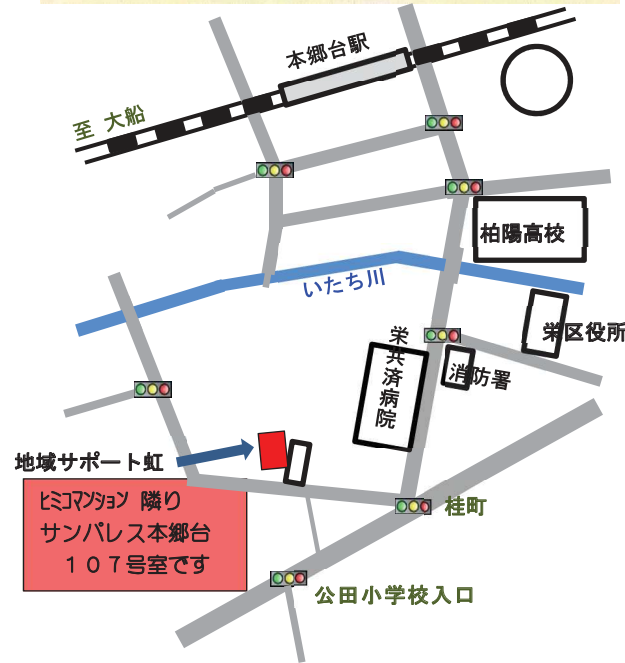 本郷台駅
至 大船
柏陽高校
いたち川
栄区役所
栄共済病院
消防署
地域サポート虹
ﾋﾐｺﾏﾝｼｮﾝ 隣り
サンパレス本郷台
１０７号室です
桂町
公田小学校入口